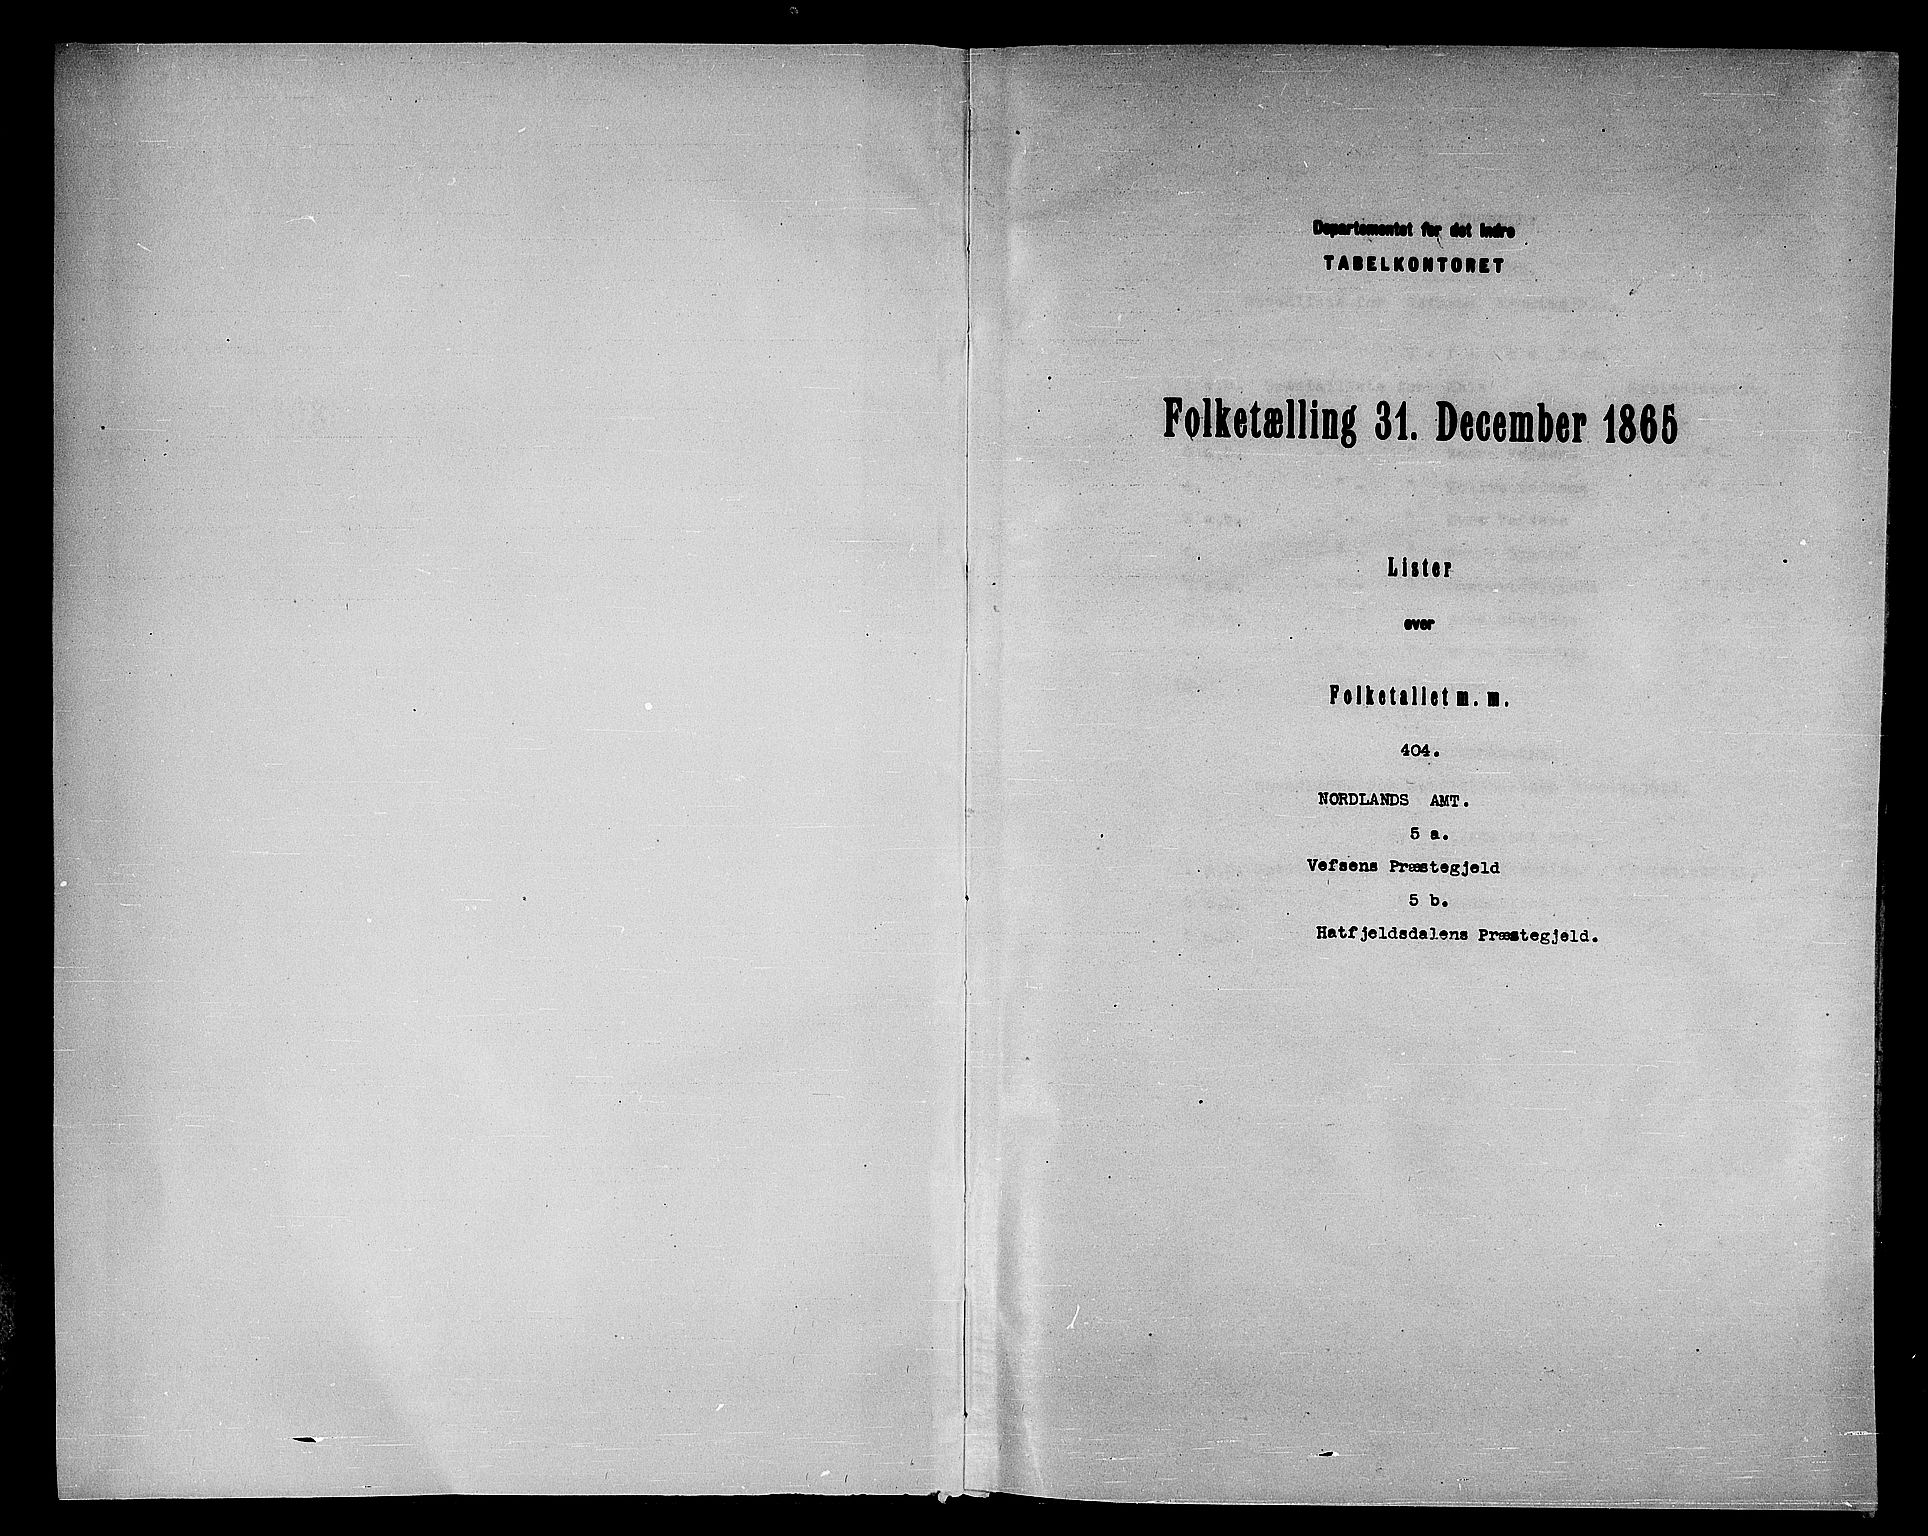 Departementet for det Indre
TABELKONTORET
Folketælling 31. December 1865
Lister
over
Folketallet m. m.
404.
NORDLANDS AMT.
5 a.
Vefsens Præstegjeld
5 b.
Hatfjeldsdalens Præstegjeld.